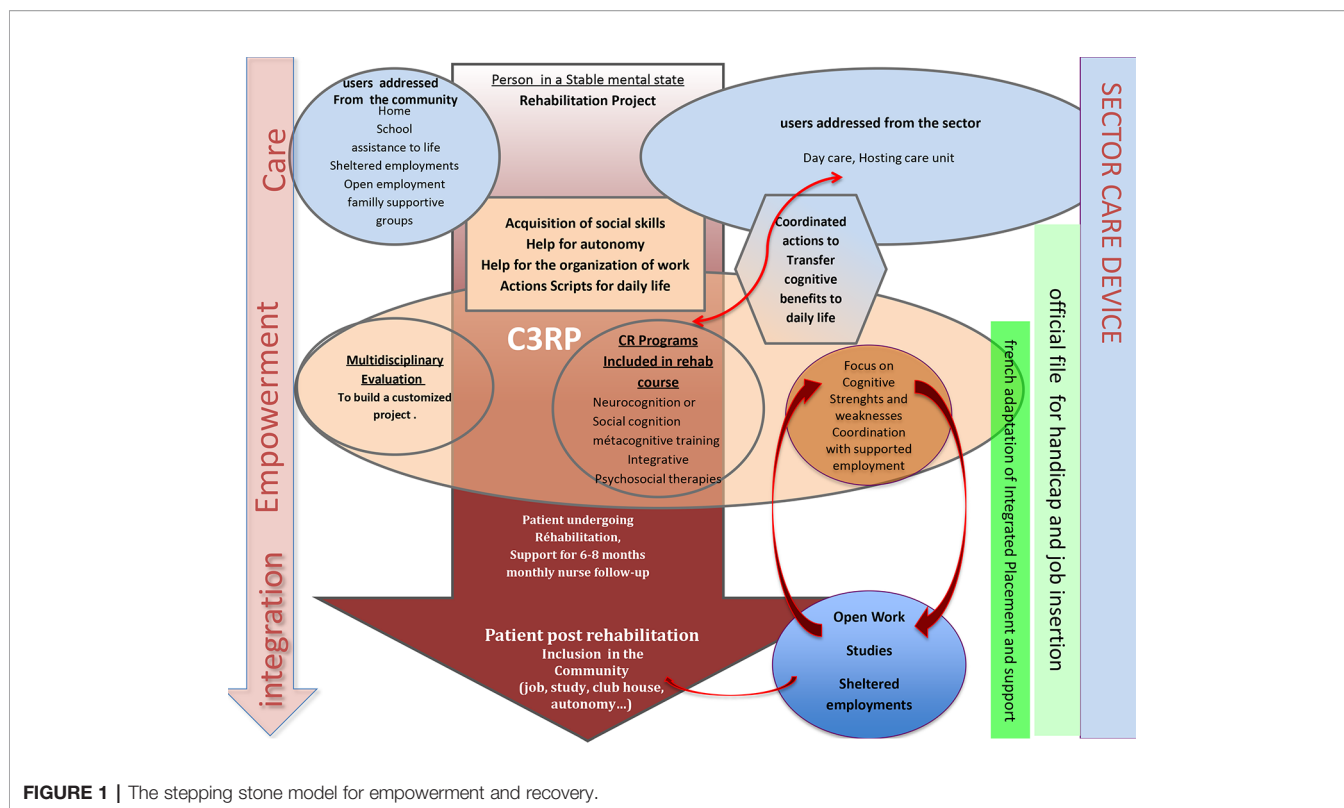 Care
Empowerment
integration
users addressed
From the community
Home
School
assistance to life
Sheltered employments
Open employment
familly supportive
groups
Person in a Stable mental state
Rehabilitation Project
users addressed from the sector
Day care, Hosting care unit
Acquisition of social skills
Help for autonomy
Help for the organization of work
Actions Scripts for daily life
Coordinated
actions to
Transfer
cognitive
benefits to
daily life
C3RP
Multidisciplinary
Evaluation
To build a customized
project .
CR Programs
Included in rehab
course
Neurocognition or
Social cognition
métacognitive training
Integrative
Psychosocial therapies
Focus on
Cognitive
Strenghts and
weaknesses
Coordination
with supported
employment
Patient undergoing
Réhabilitation,
Support for 6-8 months
monthly nurse follow-up
Patient post rehabilitation
Inclusion in the
Community
(job, study, club house,
autonomy...)
Open Work
Studies
Sheltered
employments
french adaptation of Integrated Placement and support
official file for handicap and job insertion
SECTOR CARE DEVICE
FIGURE 1 | The stepping stone model for empowerment and recovery.